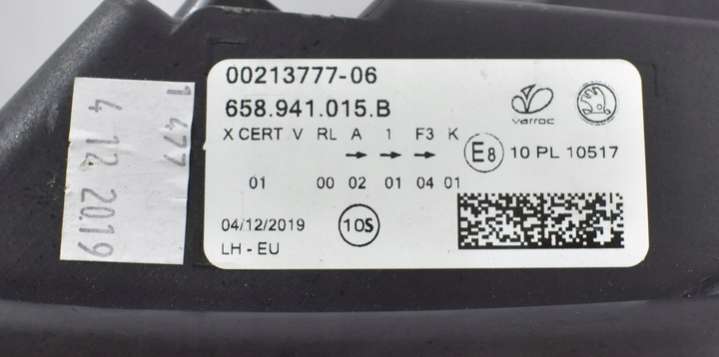 00213777-06
658.941.015.B
X CERT V RL A 1 F3 K
01 00 02 01 04 01
varroc
E8 10 PL 10517
04/12/2019 10S
LH - EU
1 477
4 12 2019